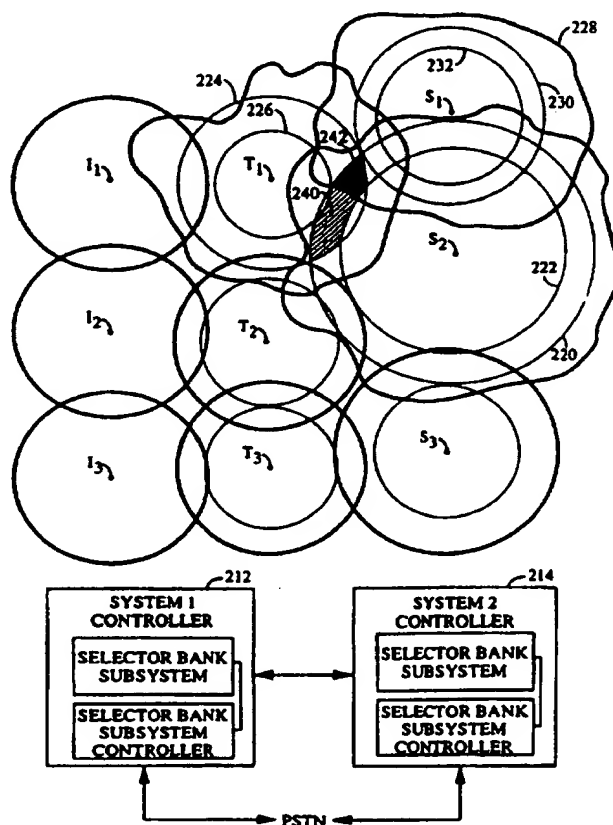 228
224
232
226
S1
230
242
I1
T1
240
S2
222
I2
T2
220
I3
T3
S3
212
214
SYSTEM 1
CONTROLLER
SELECTOR BANK
SUBSYSTEM
SELECTOR BANK
SUBSYSTEM
CONTROLLER
SYSTEM 2
CONTROLLER
SELECTOR BANK
SUBSYSTEM
SELECTOR BANK
SUBSYSTEM
CONTROLLER
PSTN